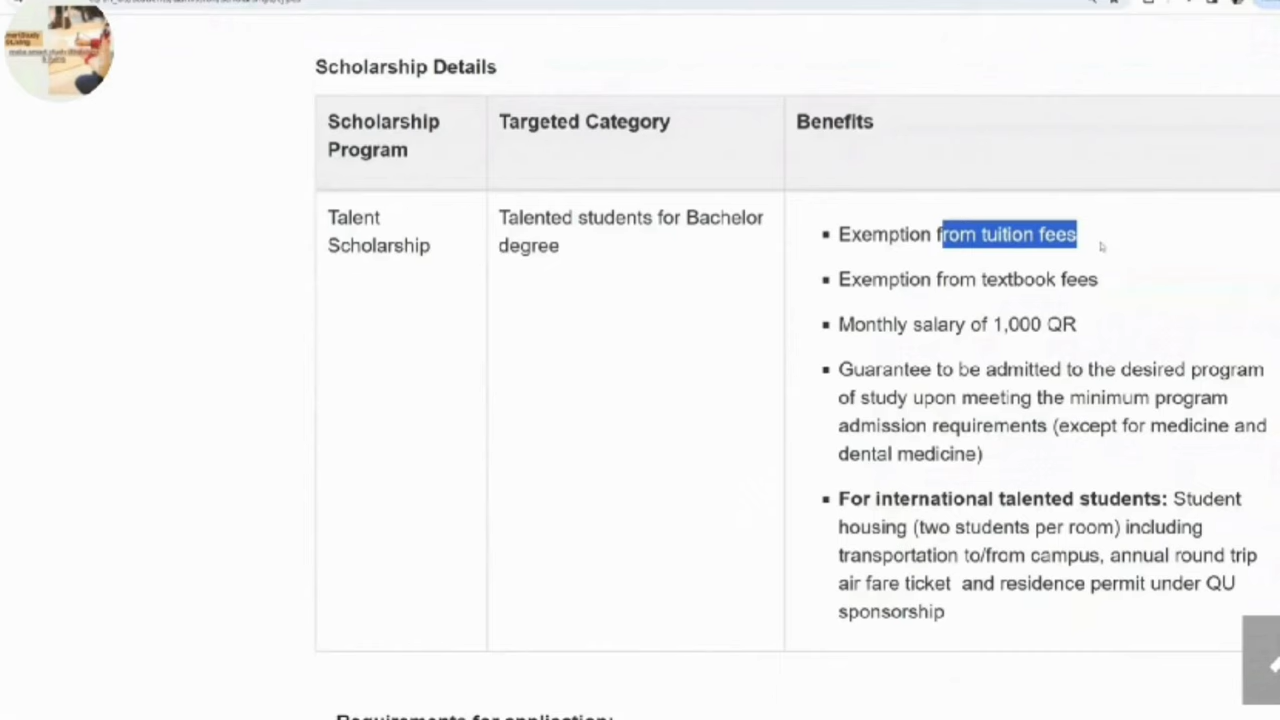 Scholarship Details
Scholarship
Program
Targeted Category
Benefits
Talent
Scholarship
Talented students for Bachelor
degree
▪ Exemption from tuition fees
▪ Exemption from textbook fees
▪ Monthly salary of 1,000 QR
▪ Guarantee to be admitted to the desired program
of study upon meeting the minimum program
admission requirements (except for medicine and
dental medicine)
▪ For international talented students: Student
housing (two students per room) including
transportation to/from campus, annual round trip
air fare ticket and residence permit under QU
sponsorship
Requirements for application: